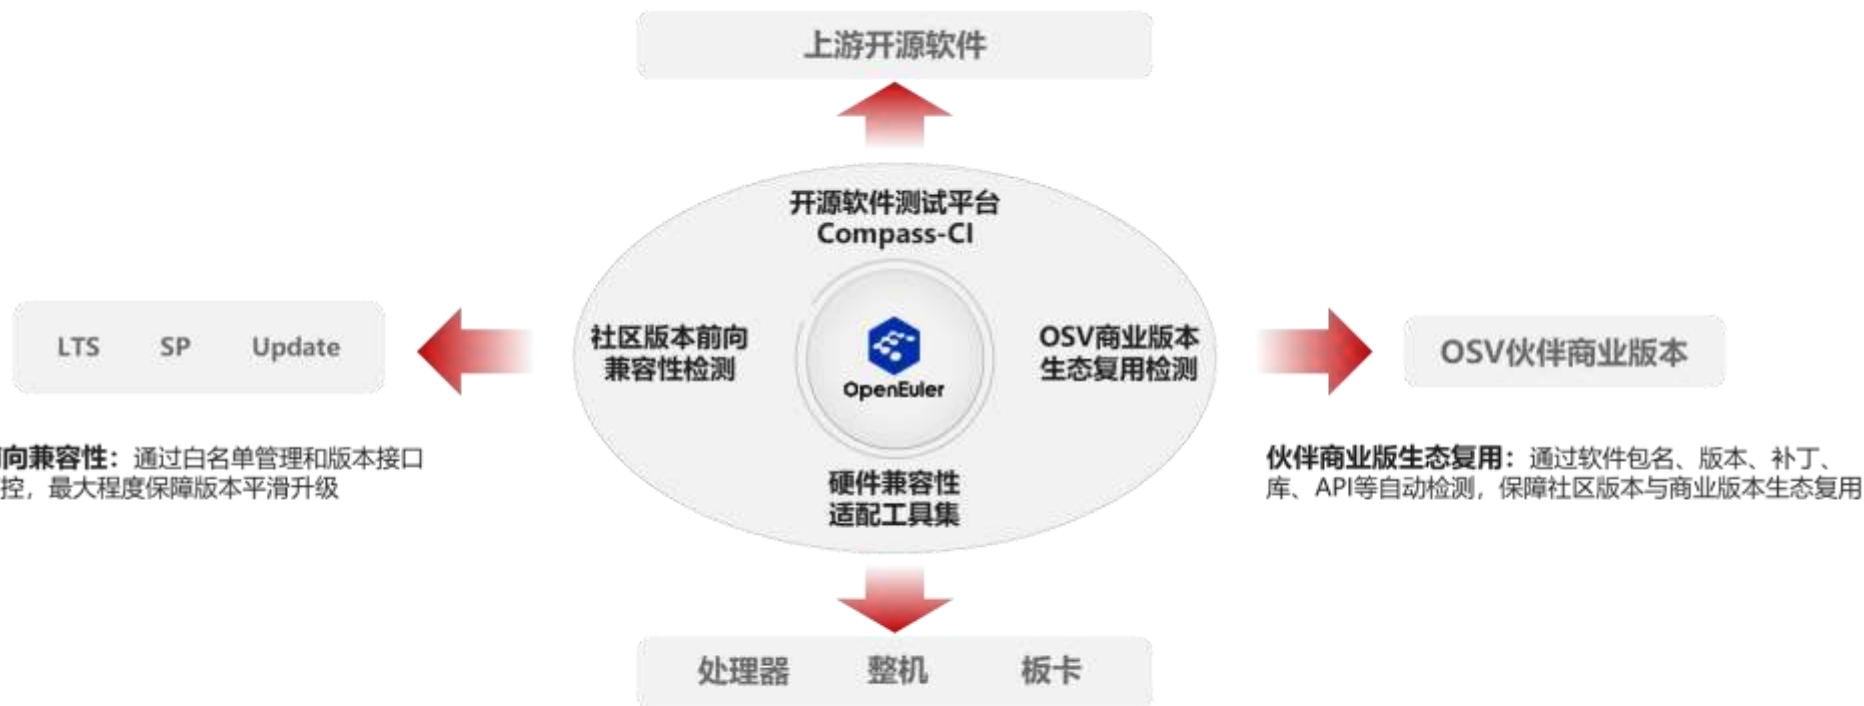 上游开源软件
开源软件测试平台
Compass-CI
LTS SP Update
社区版本前向
兼容性检测
OpenEuler
OSV商业版本
生态复用检测
OSV伙伴商业版本
向兼容性：通过白名单管理和版本接口
控，最大程度保障版本平滑升级
伙伴商业版生态复用：通过软件包名、版本、补丁、
库、API等自动检测，保障社区版本与商业版本生态复用
硬件兼容性
适配工具集
处理器 整机 板卡